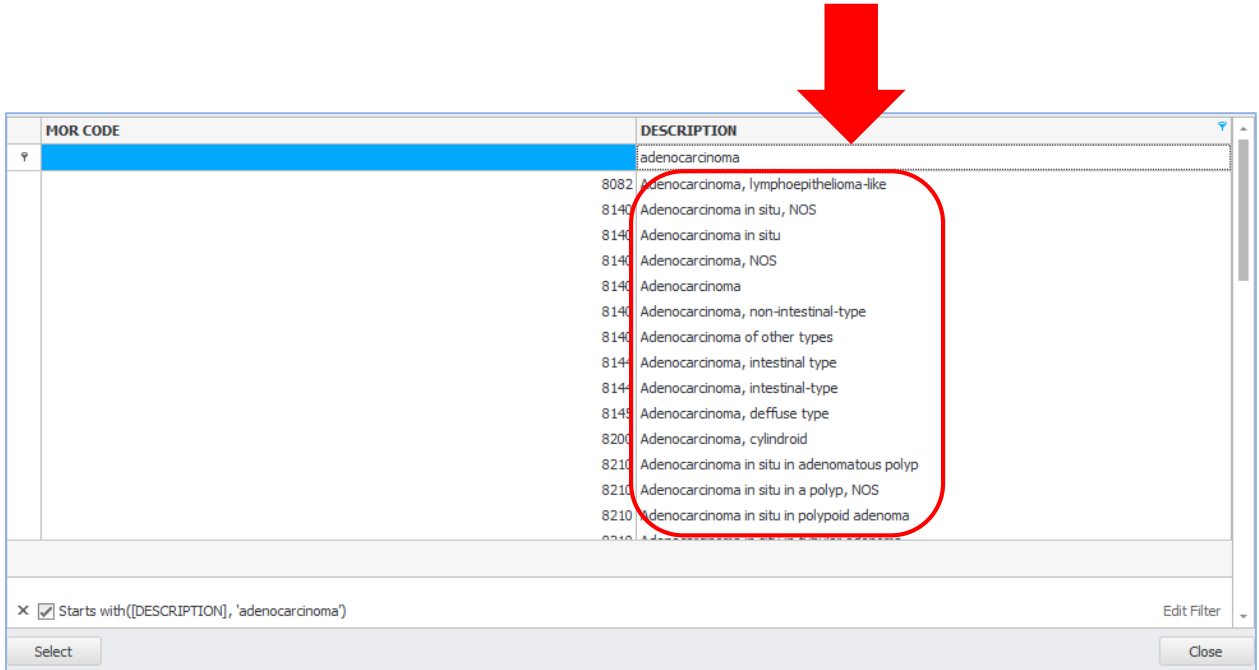 MOR CODE DESCRIPTION
adenocarcinoma
8082 Adenocarcinoma, lymphoepithelioma-like
8140 Adenocarcinoma in situ, NOS
8140 Adenocarcinoma in situ
8140 Adenocarcinoma, NOS
8140 Adenocarcinoma
8140 Adenocarcinoma, non-intestinal-type
8140 Adenocarcinoma of other types
8144 Adenocarcinoma, intestinal type
8144 Adenocarcinoma, intestinal-type
8145 Adenocarcinoma, deffuse type
8200 Adenocarcinoma, cylindroid
8210 Adenocarcinoma in situ in adenomatous polyp
8210 Adenocarcinoma in situ in a polyp, NOS
8210 Adenocarcinoma in situ in polypoid adenoma
Starts with([DESCRIPTION], 'adenocarcinoma') Edit Filter
Select Close